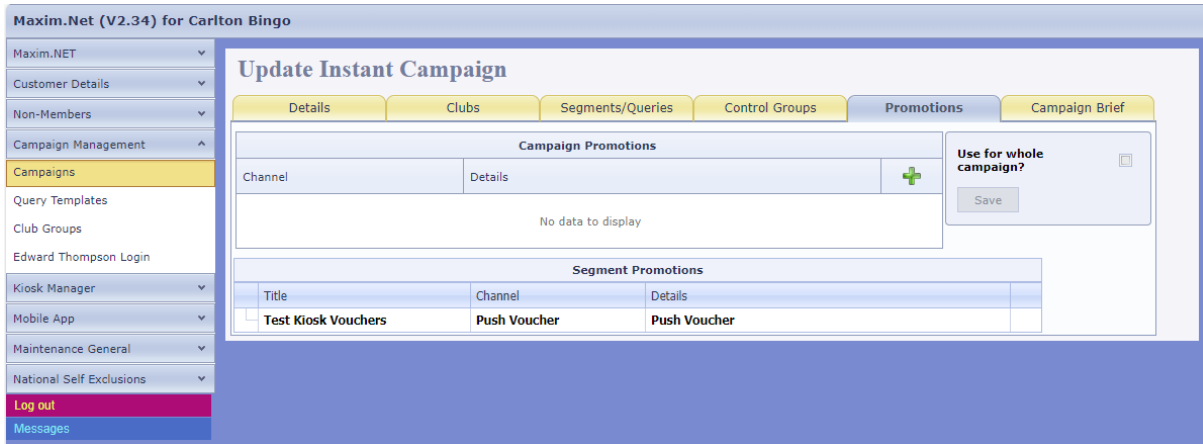 Maxim.Net (V2.34) for Carlton Bingo
Maxim.NET
Customer Details
Non-Members
Campaign Management
Campaigns
Query Templates
Club Groups
Edward Thompson Login
Kiosk Manager
Mobile App
Maintenance General
National Self Exclusions
Log out
Messages
Update Instant Campaign
Details Clubs Segments/Queries Control Groups Promotions Campaign Brief
Campaign Promotions
Channel Details
No data to display
Use for whole
campaign?
Save
Segment Promotions
Title Channel Details
Test Kiosk Vouchers Push Voucher Push Voucher